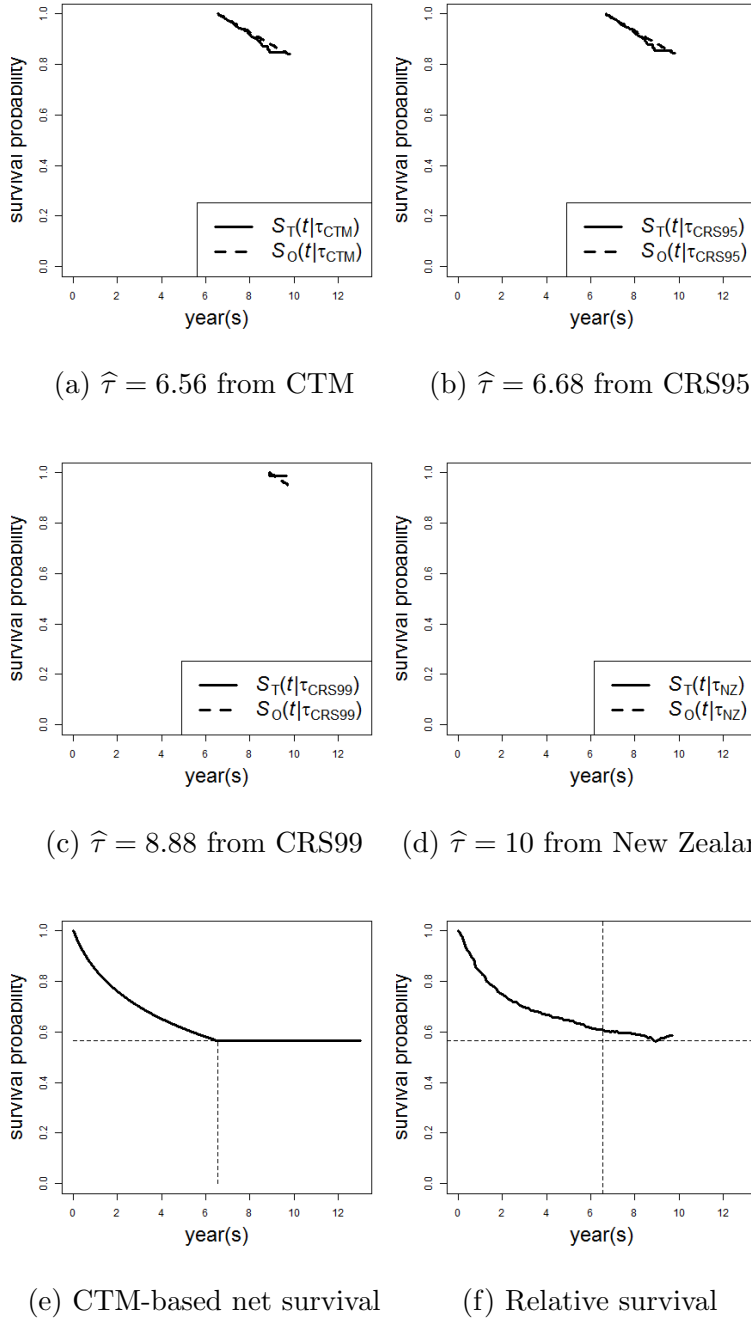 survival probability
0.0 0.2 0.4 0.6 0.8 1.0
S_T(t|τ_CTM)
S_O(t|τ_CTM)
0 2 4 6 8 10 12
year(s)
(a) τ̂ = 6.56 from CTM
survival probability
0.0 0.2 0.4 0.6 0.8 1.0
S_T(t|τ_CRS95)
S_O(t|τ_CRS95)
0 2 4 6 8 10 12
year(s)
(b) τ̂ = 6.68 from CRS95
survival probability
0.0 0.2 0.4 0.6 0.8 1.0
S_T(t|τ_CRS99)
S_O(t|τ_CRS99)
0 2 4 6 8 10 12
year(s)
(c) τ̂ = 8.88 from CRS99
survival probability
0.0 0.2 0.4 0.6 0.8 1.0
S_T(t|τ_NZ)
S_O(t|τ_NZ)
0 2 4 6 8 10 12
year(s)
(d) τ̂ = 10 from New Zealan
survival probability
0.0 0.2 0.4 0.6 0.8 1.0
0 2 4 6 8 10 12
year(s)
(e) CTM-based net survival
survival probability
0.0 0.2 0.4 0.6 0.8 1.0
0 2 4 6 8 10 12
year(s)
(f) Relative survival